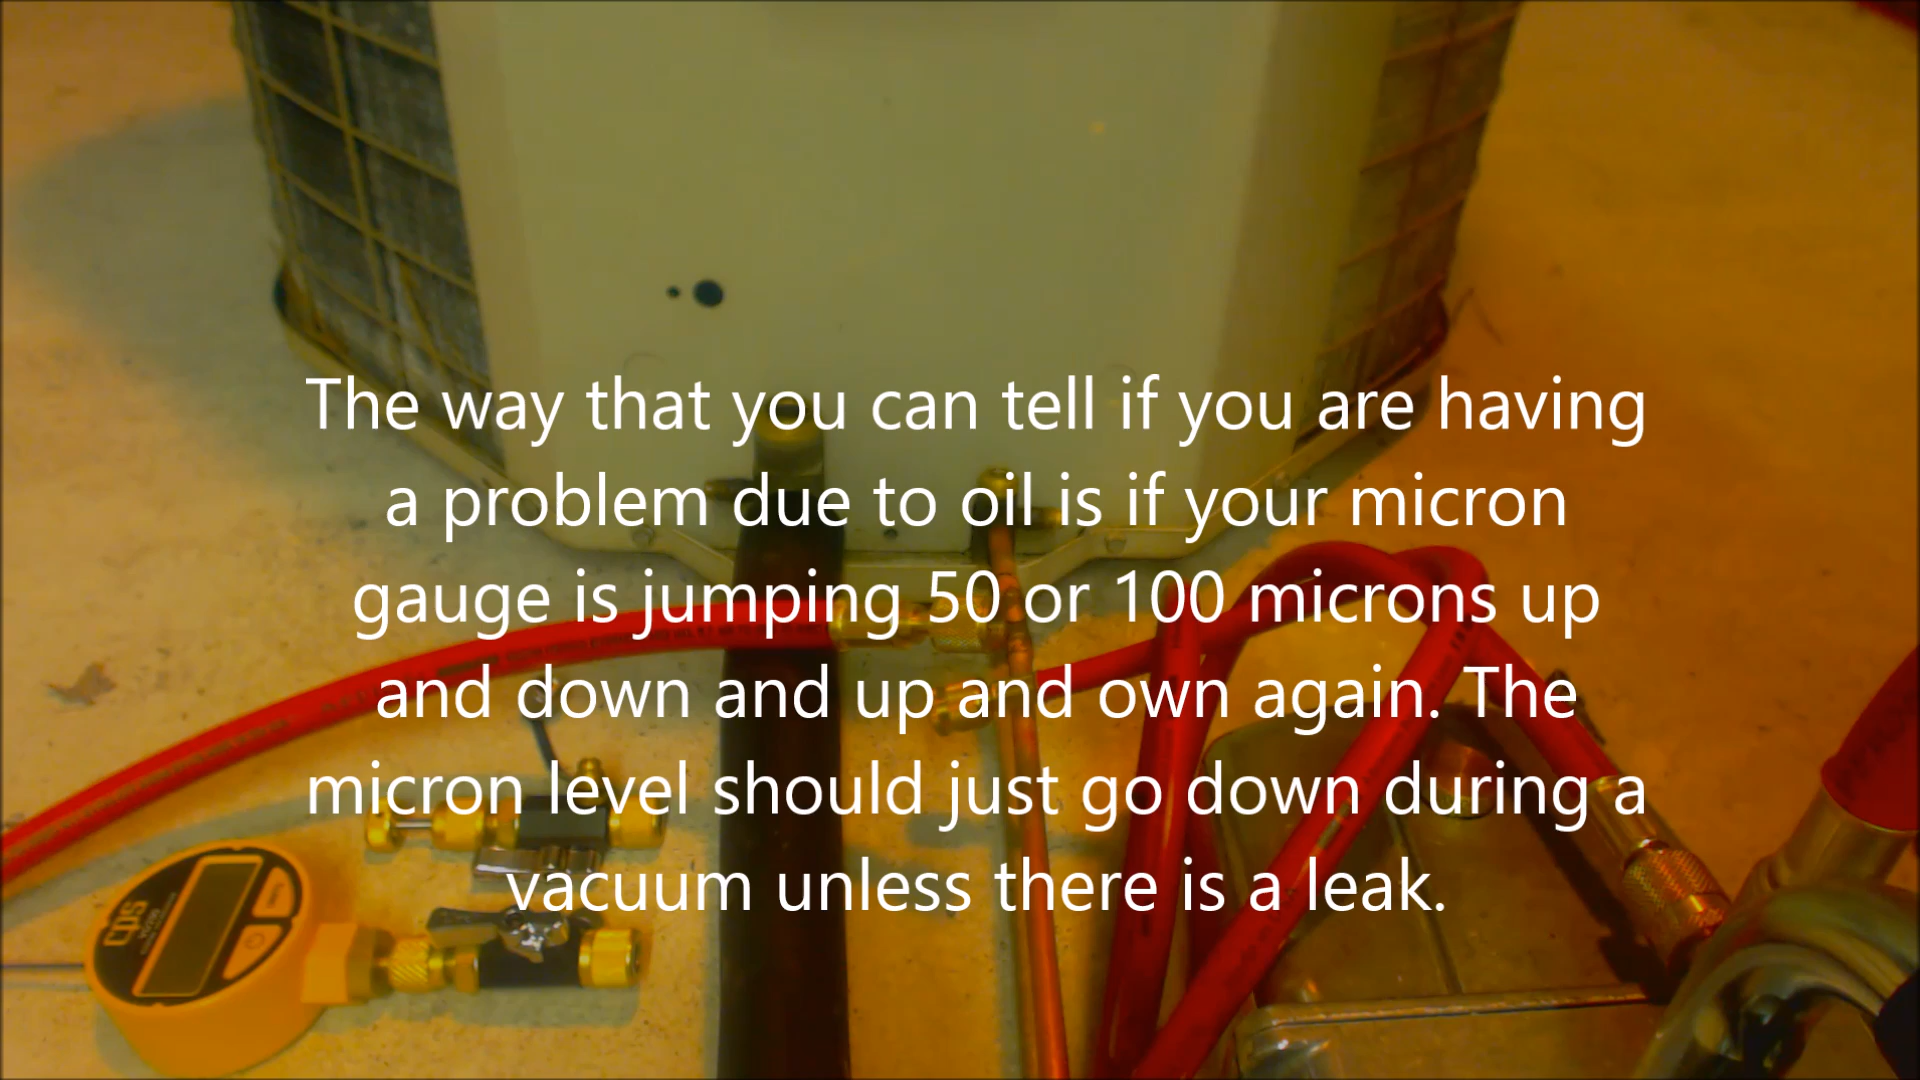 The way that you can tell if you are having
a problem due to oil is if your micron
gauge is jumping 50 or 100 microns up
and down and up and own again. The
micron level should just go down during a
vacuum unless there is a leak.
cps